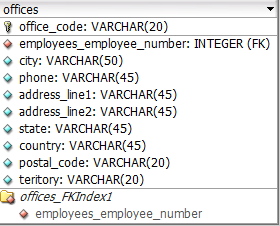 offices
office_code: VARCHAR(20)
employees_employee_number: INTEGER (FK)
city: VARCHAR(50)
phone: VARCHAR(45)
address_line1: VARCHAR(45)
address_line2: VARCHAR(45)
state: VARCHAR(45)
country: VARCHAR(45)
postal_code: VARCHAR(20)
teritory: VARCHAR(20)
offices_FKIndex1
employees_employee_number